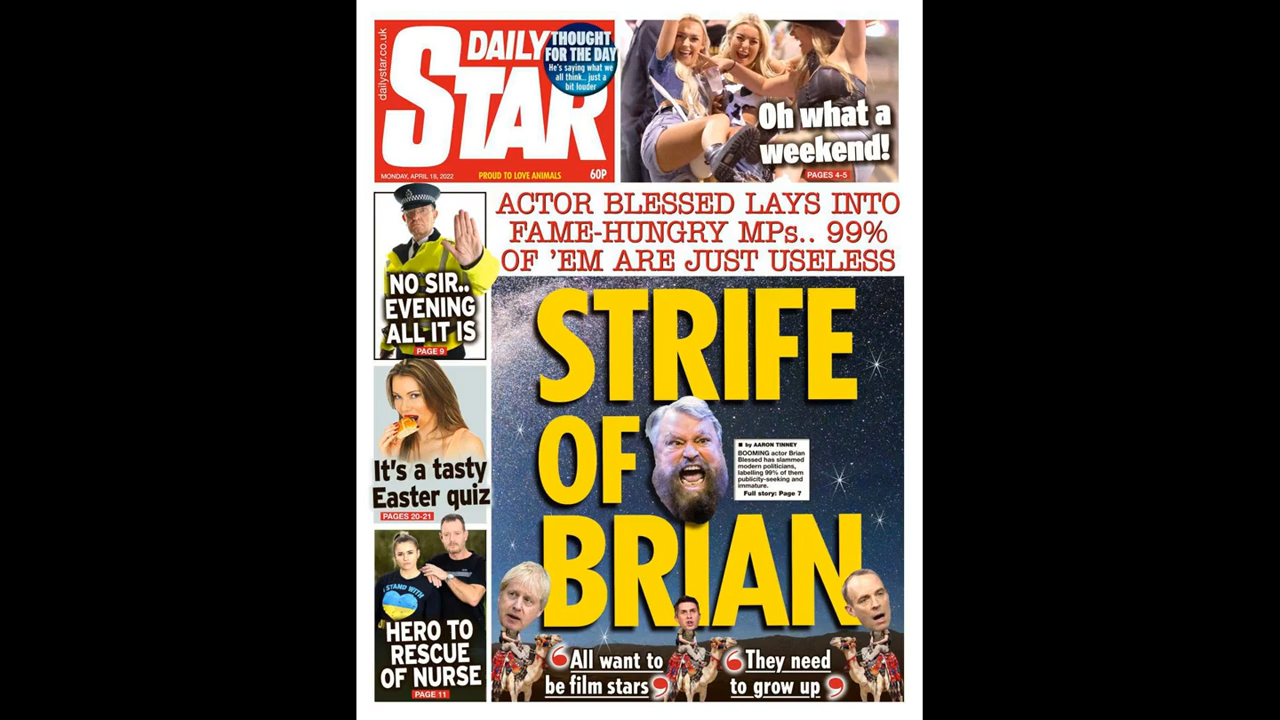 dailystar.co.uk
DAILY
STAR
THOUGHT
FOR THE DAY
He's saying what we
all think.. just a
bit louder
MONDAY, APRIL 18, 2022
PROUD TO LOVE ANIMALS
60P
Oh what a
weekend!
PAGES 4-5
ACTOR BLESSED LAYS INTO
FAME-HUNGRY MPs.. 99%
OF 'EM ARE JUST USELESS
NO SIR..
EVENING
ALL IT IS
PAGE 9
It's a tasty
Easter quiz
PAGES 20-21
I STAND WITH
HERO TO
RESCUE
OF NURSE
PAGE 11
STRIFE
OF
BRIAN
■ by AARON TINNEY
BOOMING actor Brian
Blessed has slammed
modern politicians,
labelling 99% of them
publicity-seeking and
immature.
Full story: Page 7
‘All want to
be film stars’
‘They need
to grow up’